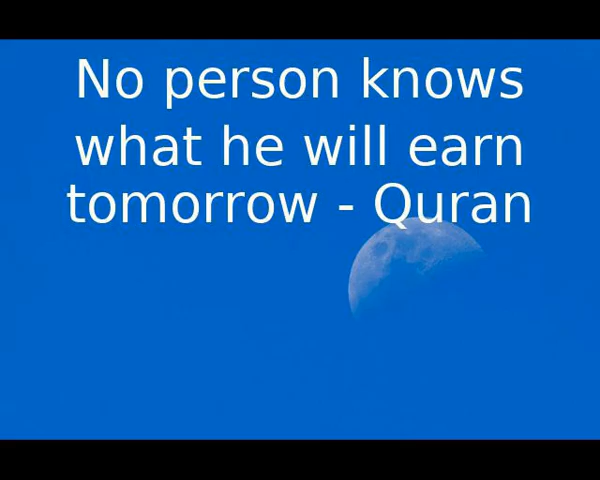 No person knows
what he will earn
tomorrow - Quran